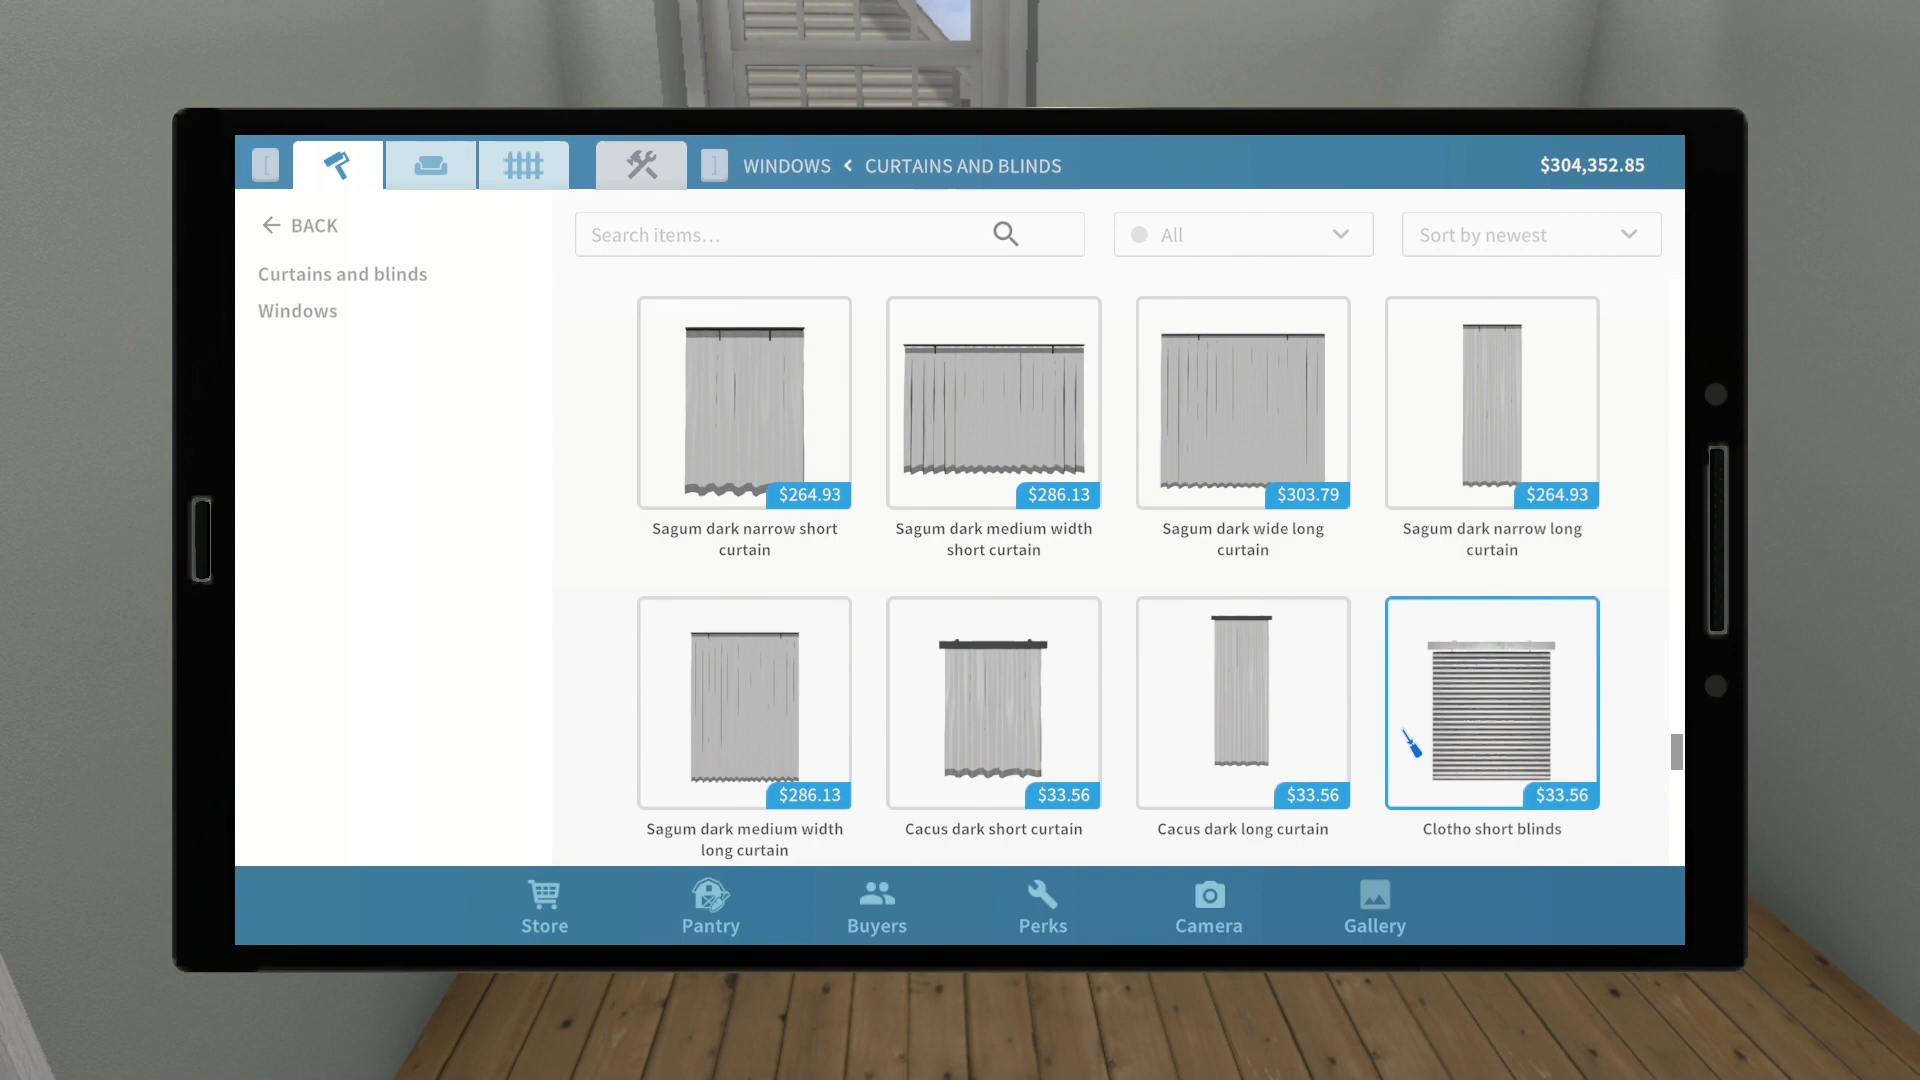 [
]
WINDOWS < CURTAINS AND BLINDS
$304,352.85
BACK
Curtains and blinds
Windows
Search items...
All
Sort by newest
$264.93
$286.13
$303.79
$264.93
Sagum dark narrow short
curtain
Sagum dark medium width
short curtain
Sagum dark wide long
curtain
Sagum dark narrow long
curtain
$286.13
$33.56
$33.56
$33.56
Sagum dark medium width
long curtain
Cacus dark short curtain
Cacus dark long curtain
Clotho short blinds
Store
Pantry
Buyers
Perks
Camera
Gallery